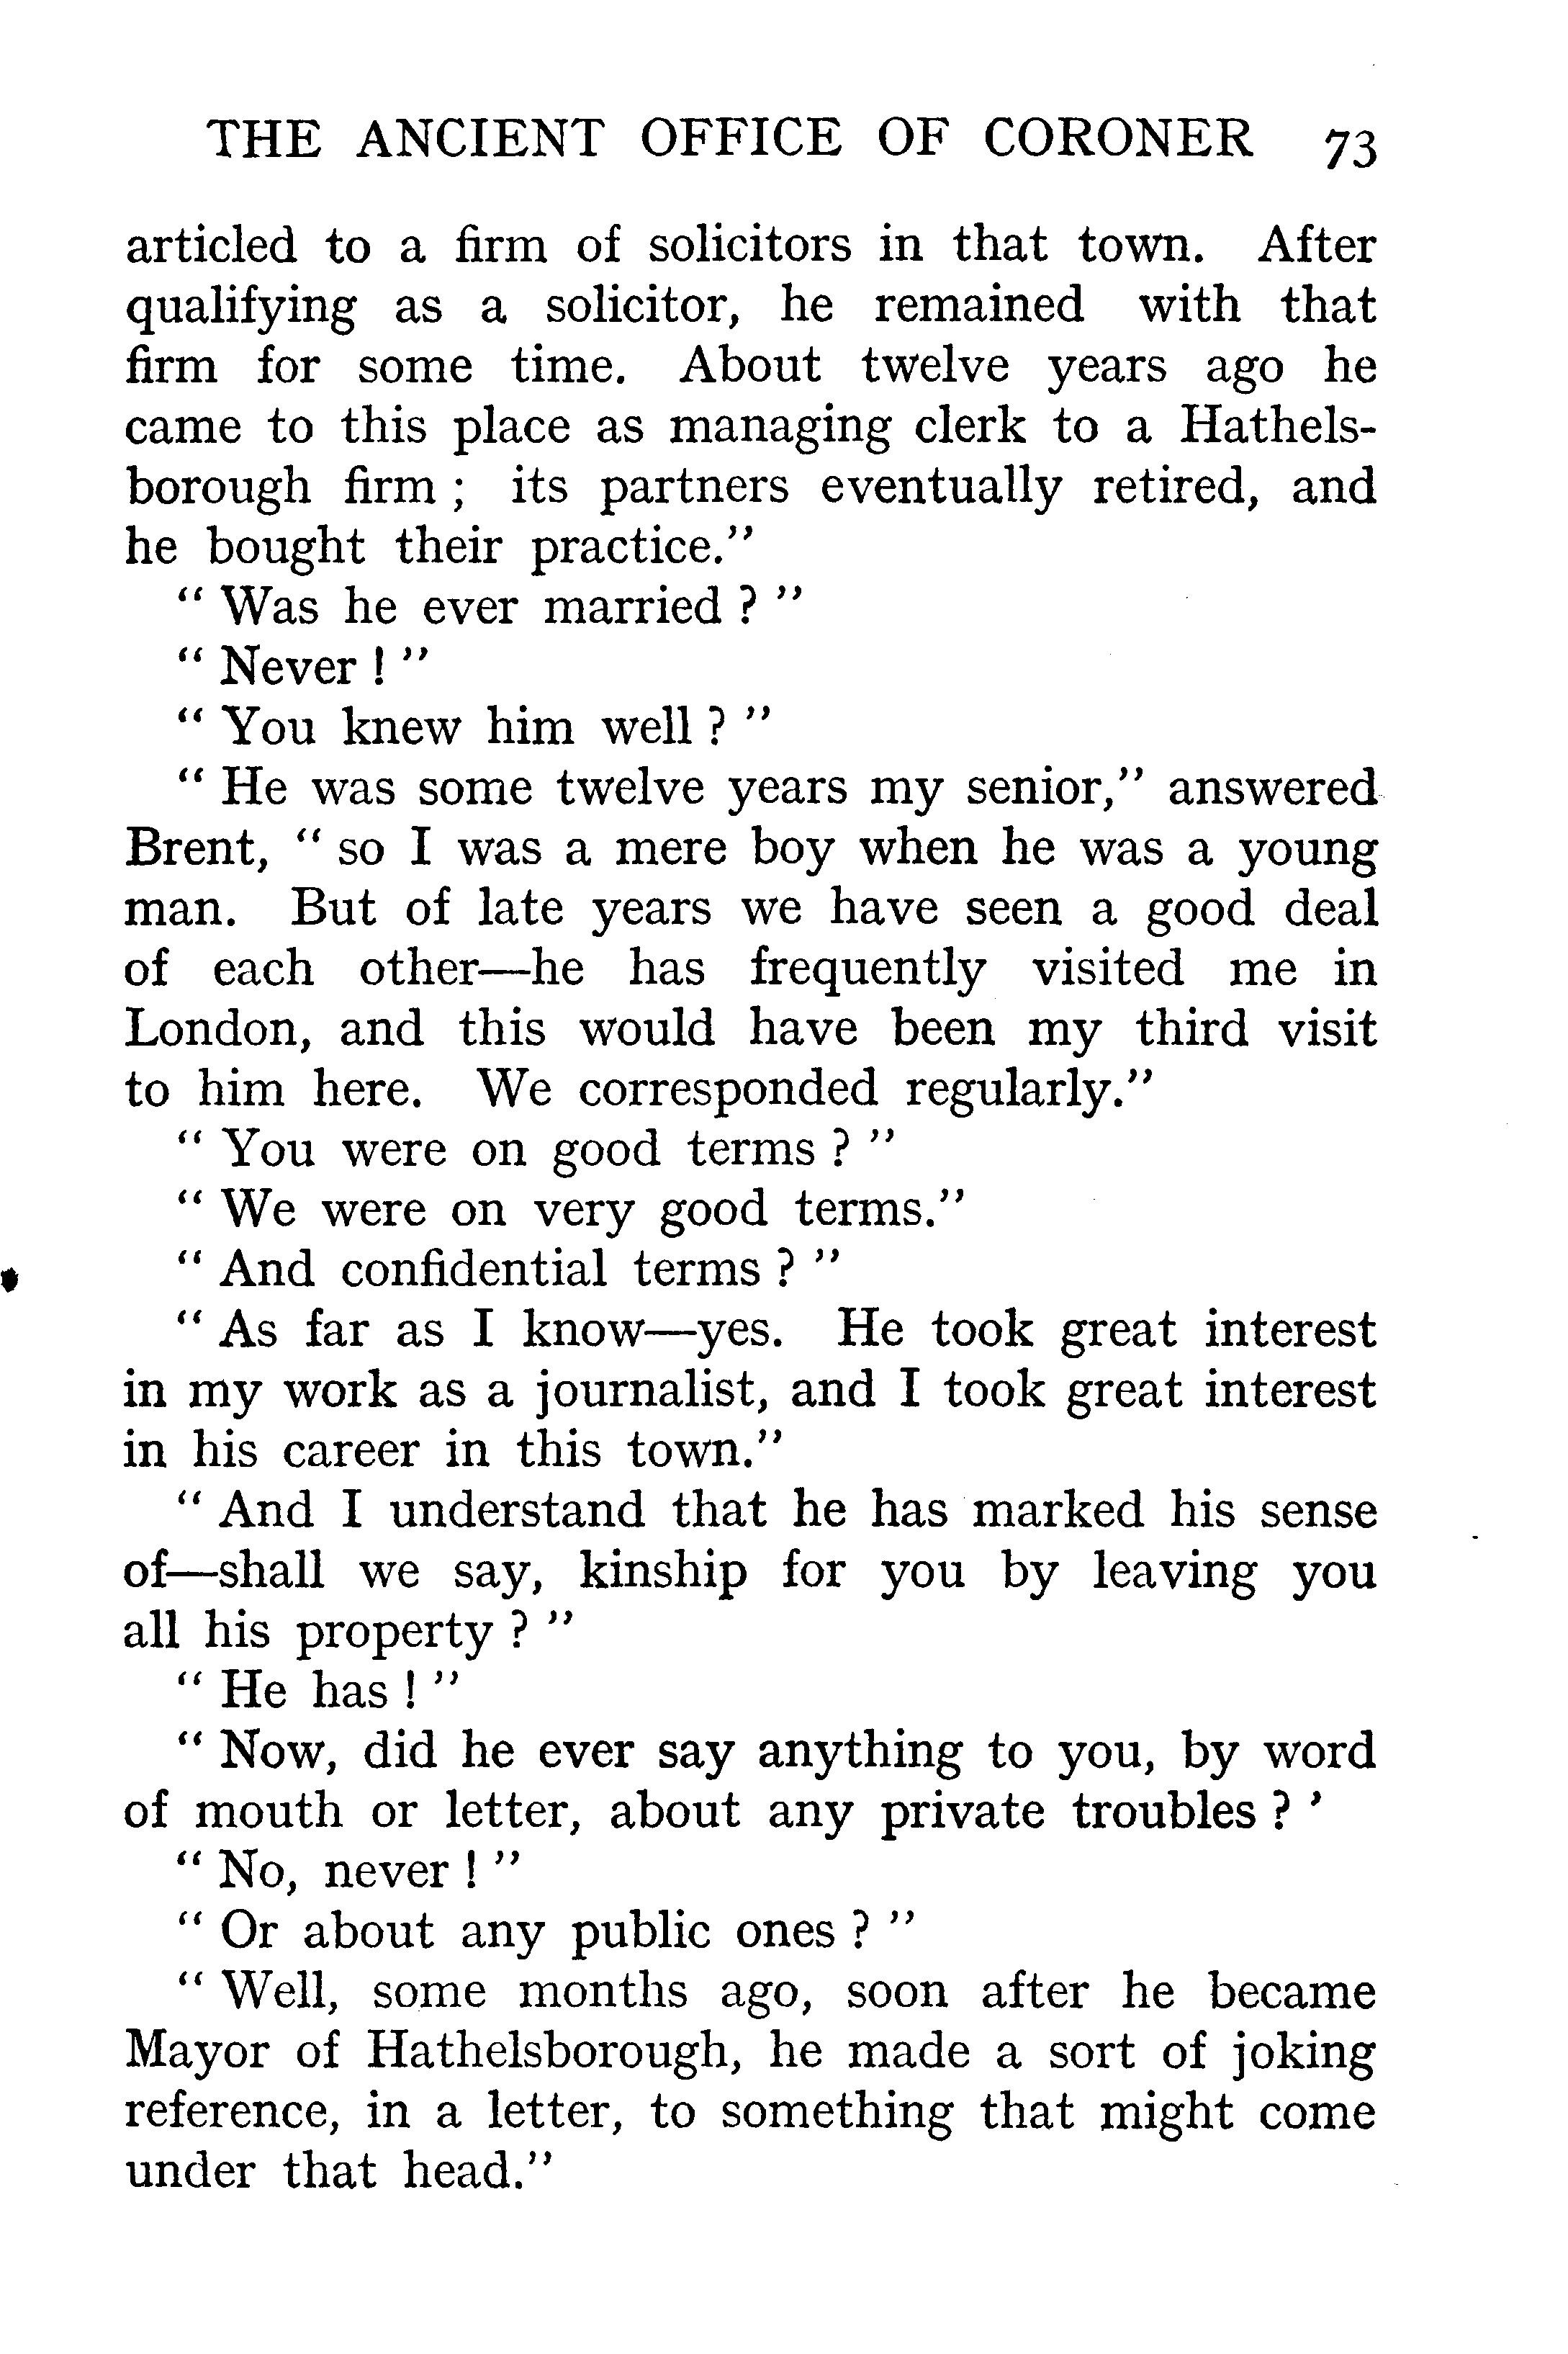 THE ANCIENT OFFICE OF CORONER 73
articled to a firm of solicitors in that town. After
qualifying as a solicitor, he remained with that
firm for some time. About twelve years ago he
came to this place as managing clerk to a Hathels-
borough firm ; its partners eventually retired, and
he bought their practice."
" Was he ever married ? "
" Never ! "
" You knew him well ? "
" He was some twelve years my senior," answered
Brent, " so I was a mere boy when he was a young
man. But of late years we have seen a good deal
of each other—he has frequently visited me in
London, and this would have been my third visit
to him here. We corresponded regularly."
" You were on good terms ? "
" We were on very good terms."
" And confidential terms ? "
" As far as I know—yes. He took great interest
in my work as a journalist, and I took great interest
in his career in this town."
" And I understand that he has marked his sense
of—shall we say, kinship for you by leaving you
all his property ? "
" He has ! "
" Now, did he ever say anything to you, by word
of mouth or letter, about any private troubles ? '
" No, never ! "
" Or about any public ones ? "
" Well, some months ago, soon after he became
Mayor of Hathelsborough, he made a sort of joking
reference, in a letter, to something that might come
under that head."